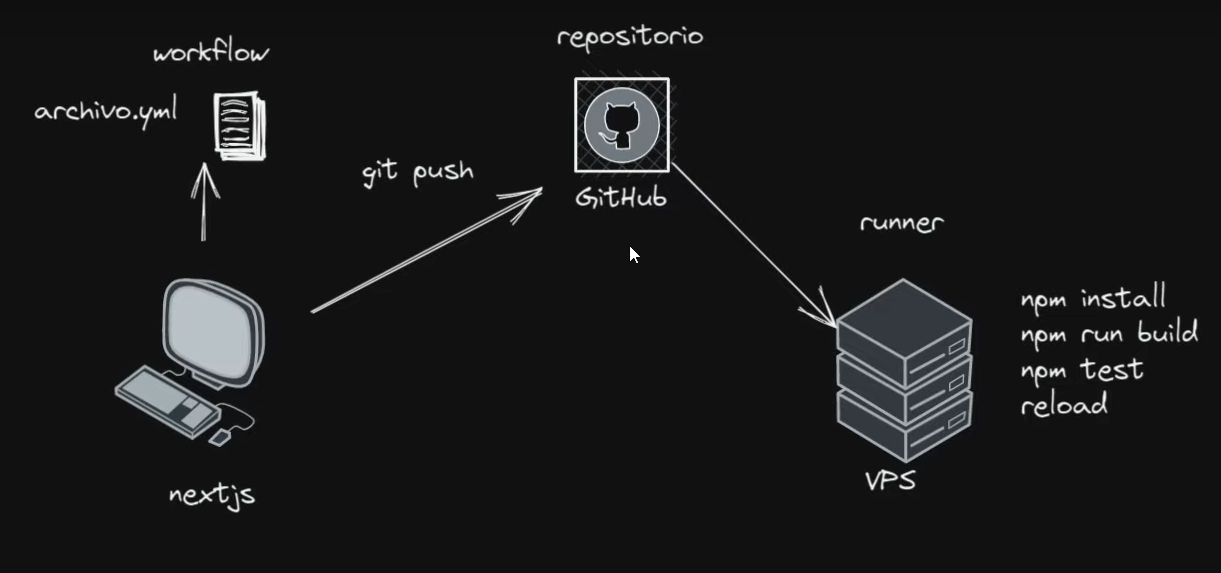 workflow
archivo.yml
nextjs
git push
repositorio
GitHub
runner
npm install
npm run build
npm test
reload
VPS